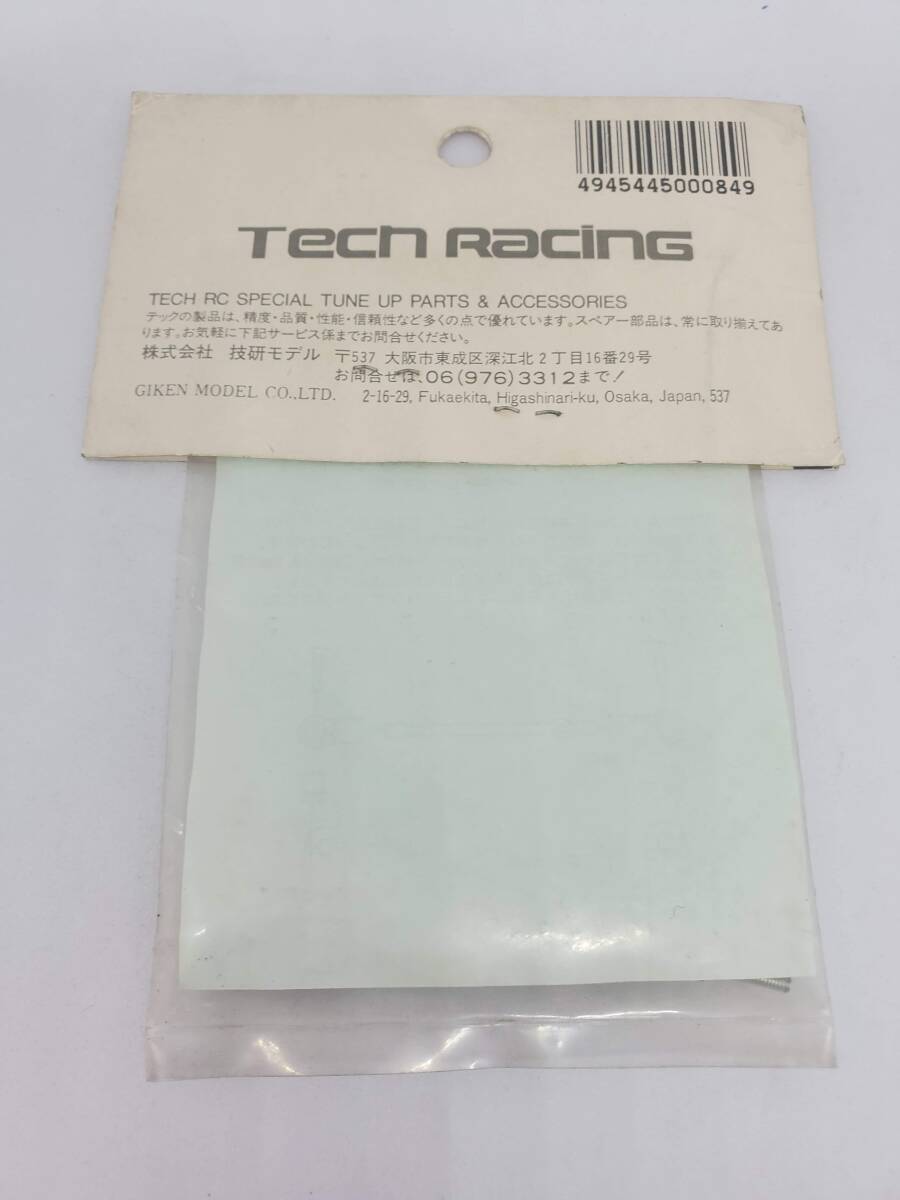 4945445000849
Tech Racing
TECH RC SPECIAL TUNE UP PARTS & ACCESSORIES
テックの製品は、精度・品質・性能・信頼性など多くの点で優れています。スペアー部品は、常に取り揃えてあ
ります。お気軽に下記サービス係までお問合せください。
株式会社 技研モデル 〒537 大阪市東成区深江北2丁目16番29号
お問合せは、06(976)3312まで!
GIKEN MODEL CO.,LTD. 2-16-29, Fukaekita, Higashinari-ku, Osaka, Japan, 537